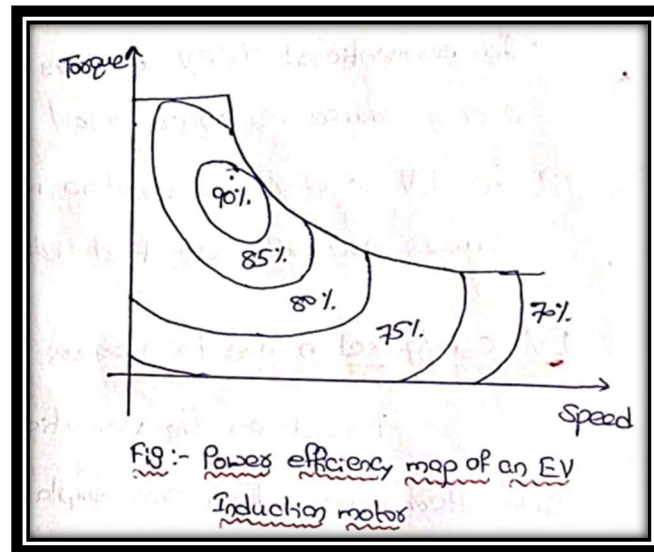 Torque
90%
85%
80%
75%
70%
Speed
Fig :- Power efficiency map of an EV
Induction motor